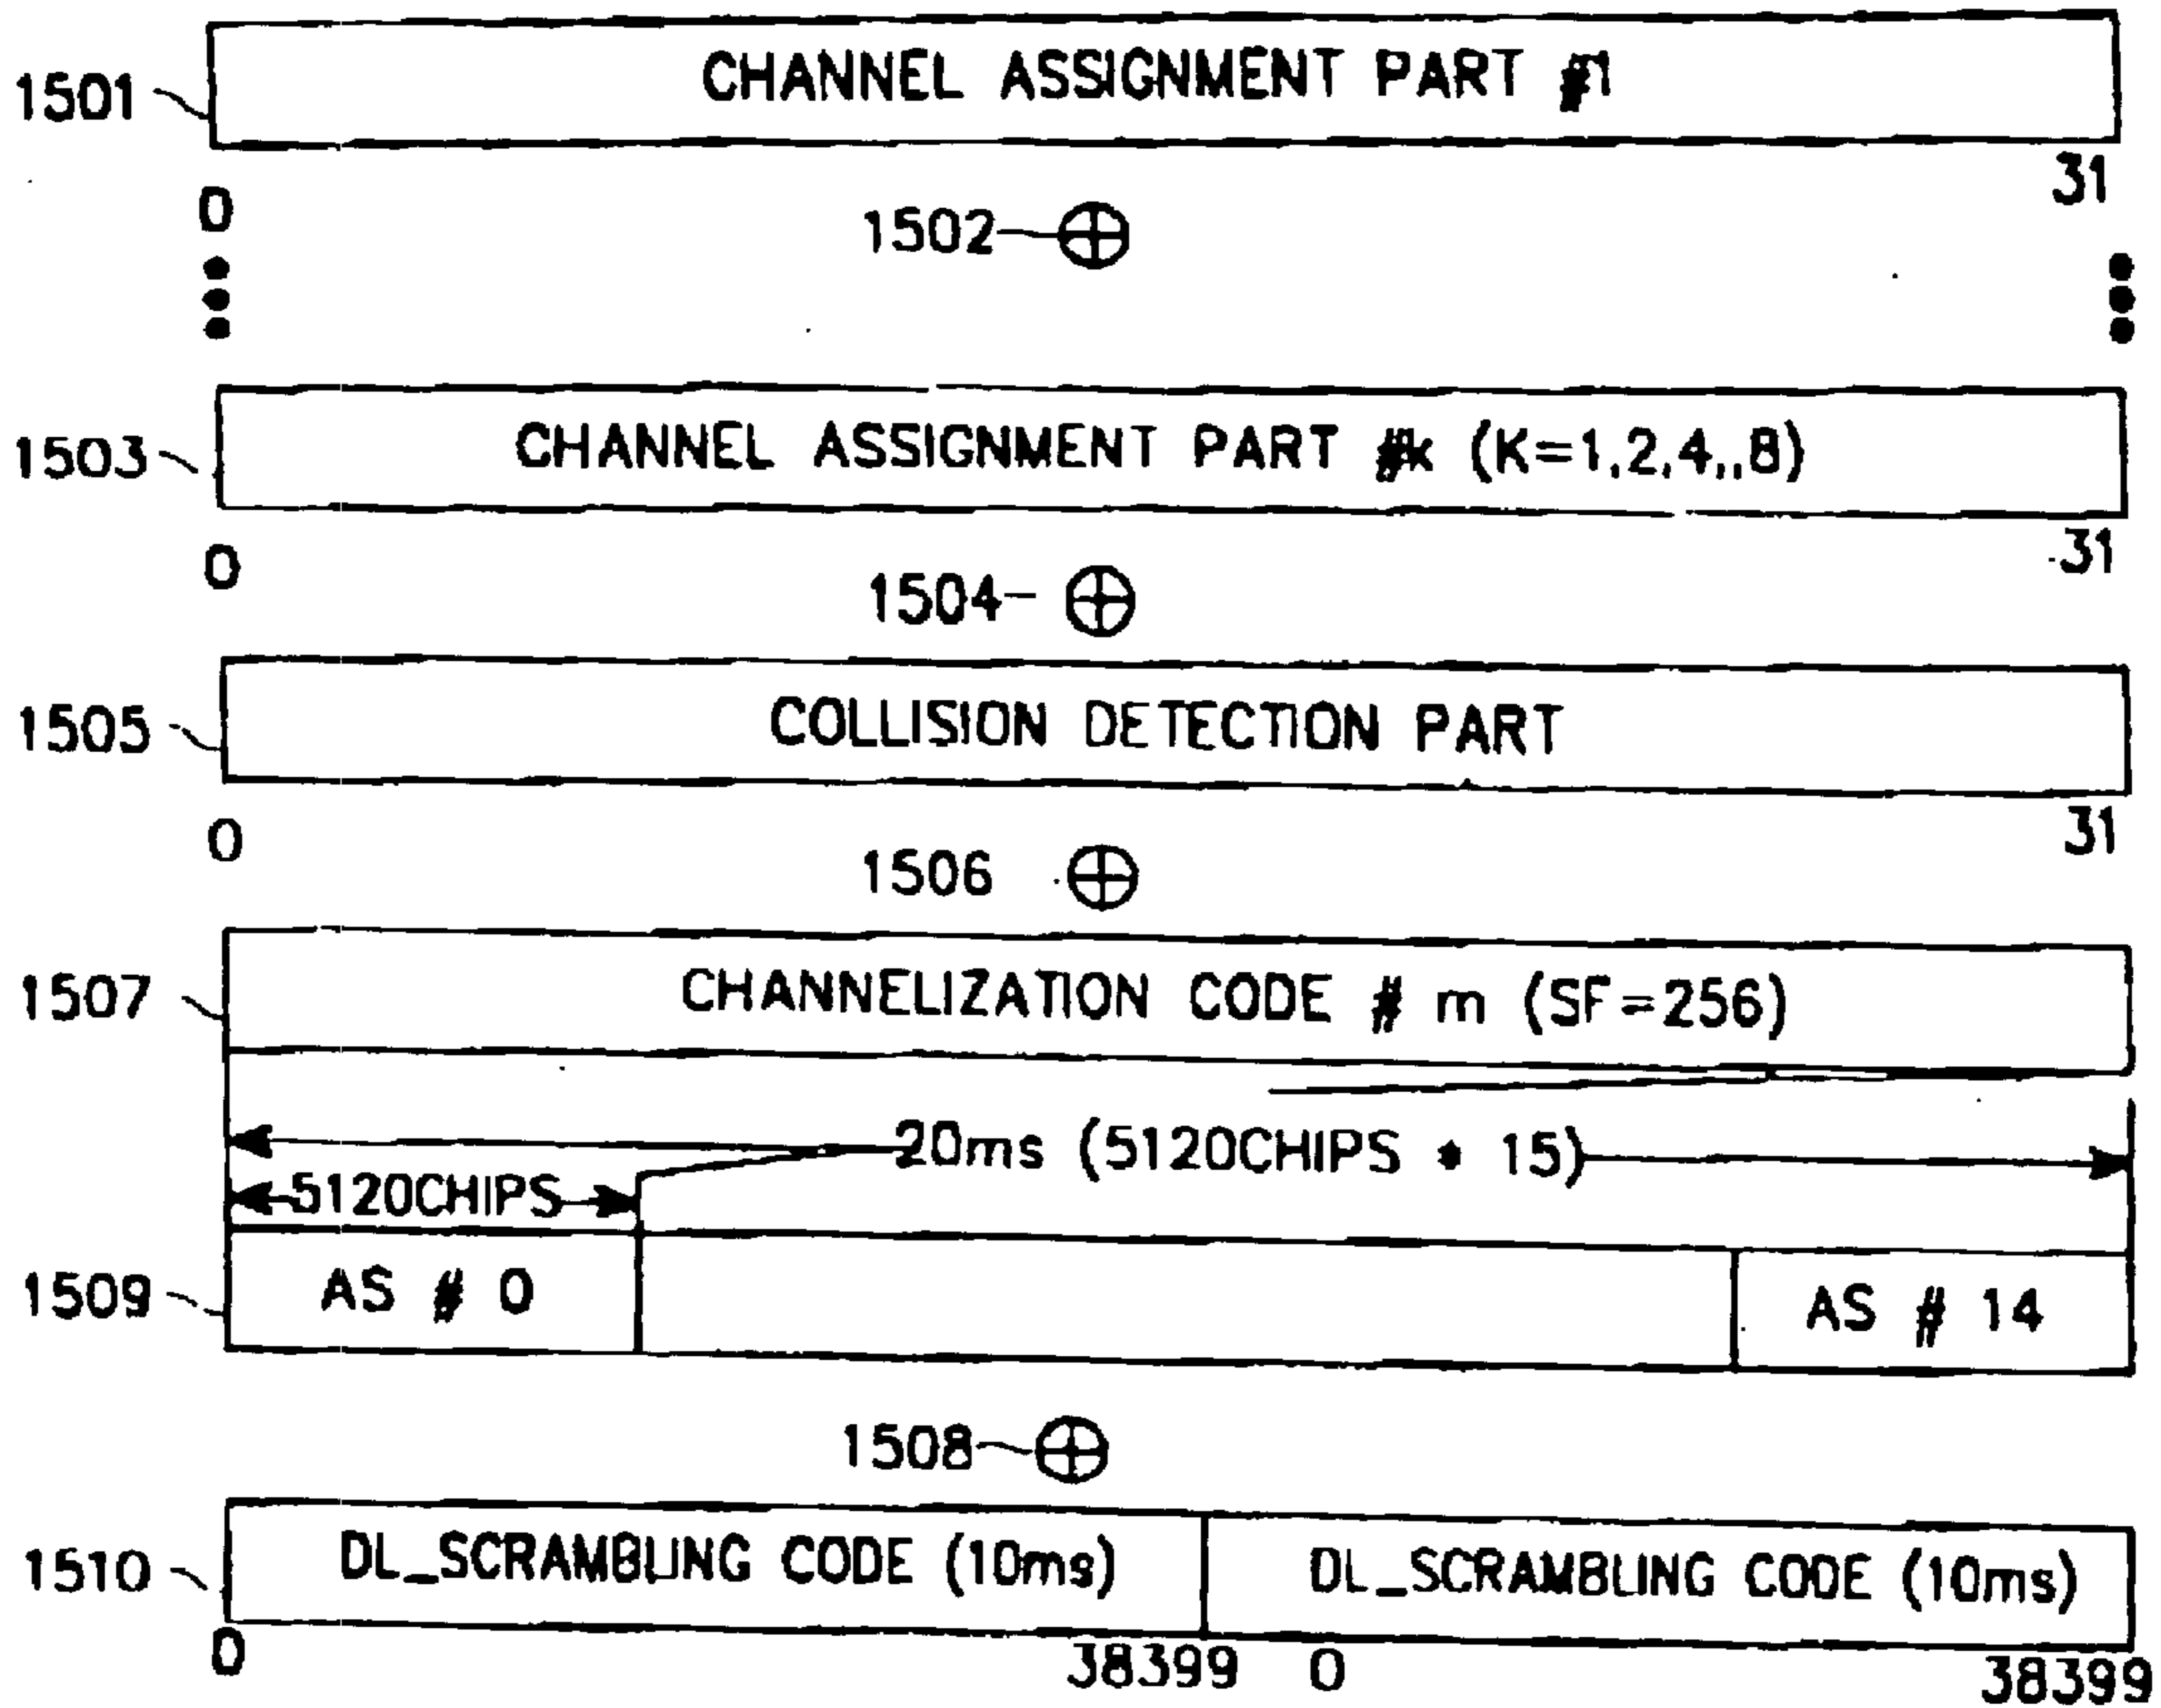 CHANNEL ASSIGNMENT PART #1
1501
0
31
1502
CHANNEL ASSIGNMENT PART #k (K=1,2,4,,8)
1503
0
31
1504
COLLISION DETECTION PART
1505
0
31
1506
CHANNELIZATION CODE # m (SF=256)
1507
20ms (5120CHIPS * 15)
5120CHIPS
1509
AS # 0
AS # 14
1508
1510
DL_SCRAMBLING CODE (10ms)
DL_SCRAMBLING CODE (10ms)
0
38399
0
38399